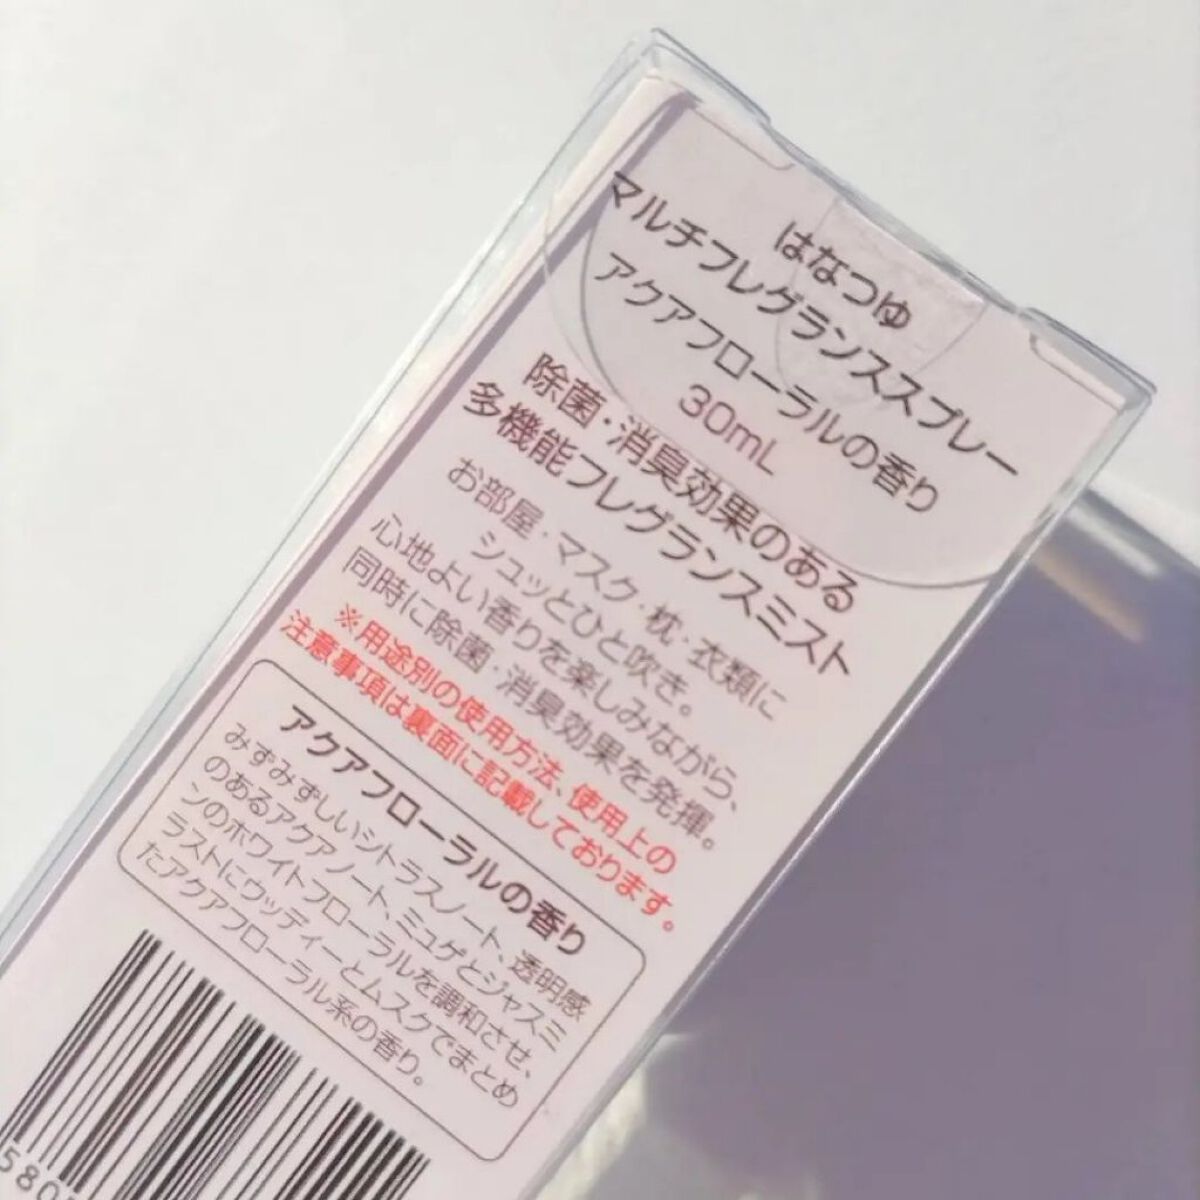 はなつゆ
マルチフレグランススプレー
アクアフローラルの香り
30mL
除菌・消臭効果のある
多機能フレグランスミスト
お部屋・マスク・枕・衣類に
シュッとひと吹き。
心地よい香りを楽しみながら、
同時に除菌・消臭効果を発揮。
※用途別の使用方法、使用上の
注意事項は裏面に記載しております。
アクアフローラルの香り
みずみずしいシトラスノート、透明感
のあるアクアノート、ミュゲとジャスミ
ンのホワイトフローラルを調和させ、
ラストにウッディーとムスクでまとめ
たアクアフローラル系の香り。